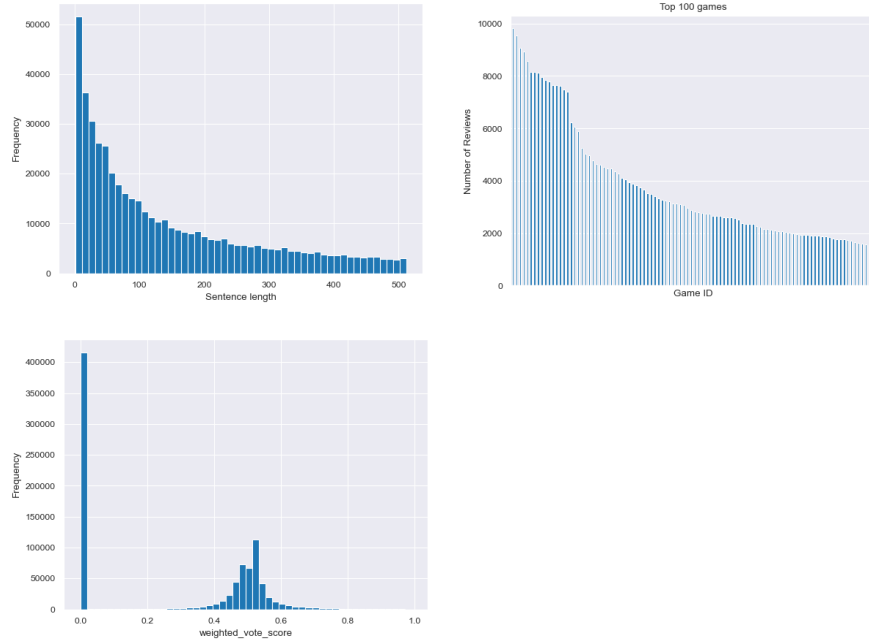 50000
40000
30000
20000
10000
0
Frequency
0 100 200 300 400 500
Sentence length
Top 100 games
10000
8000
6000
4000
2000
0
Number of Reviews
Game ID
400000
350000
300000
250000
200000
150000
100000
50000
0
Frequency
0.0 0.2 0.4 0.6 0.8 1.0
weighted_vote_score